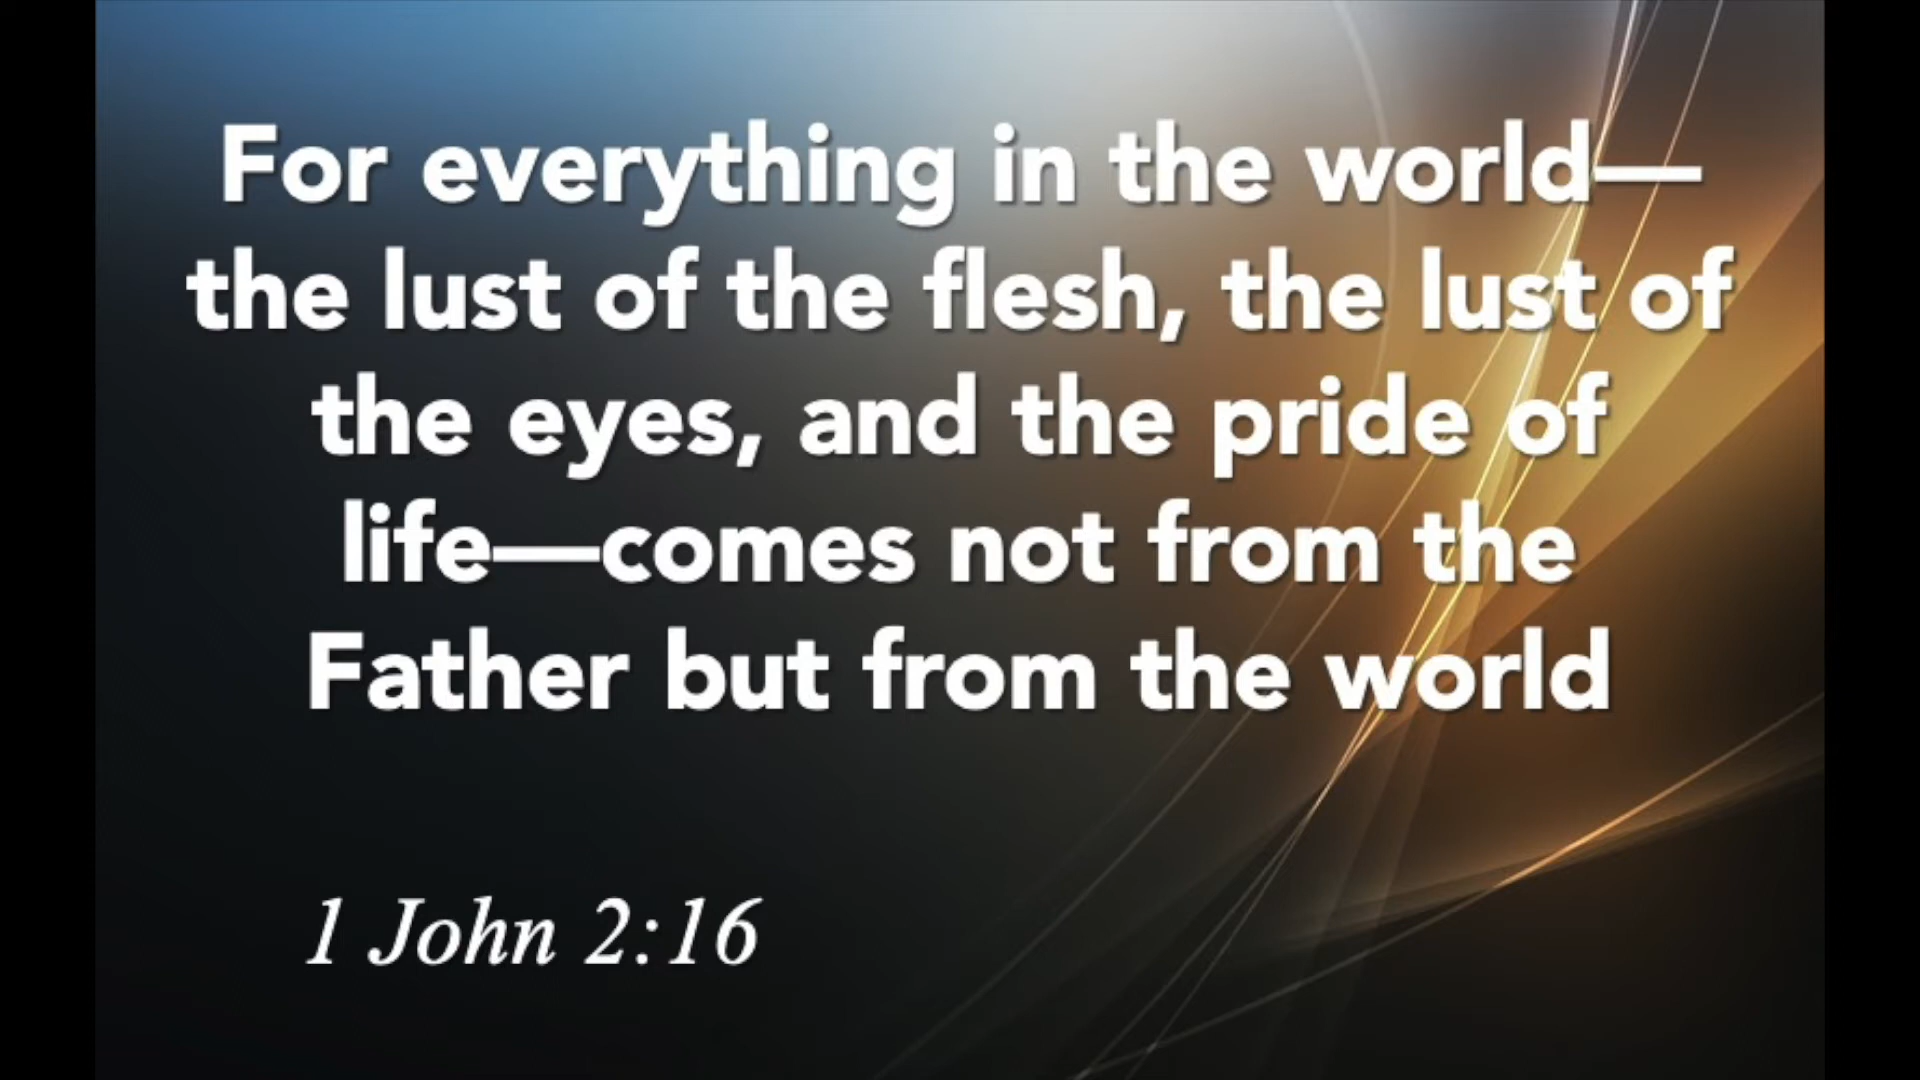 For everything in the world—
the lust of the flesh, the lust of
the eyes, and the pride of
life—comes not from the
Father but from the world
1 John 2:16